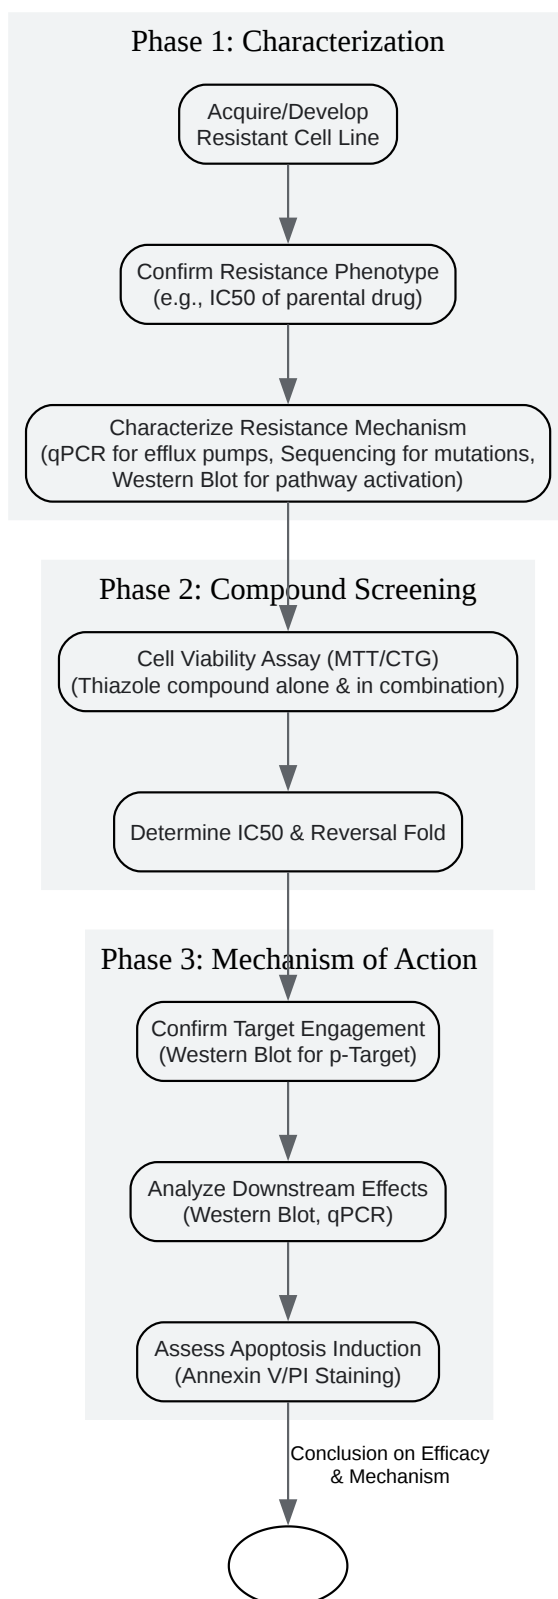 Phase 1: Characterization
Acquire/Develop
Resistant Cell Line
Confirm Resistance Phenotype
(e.g., IC50 of parental drug)
Characterize Resistance Mechanism
(qPCR for efflux pumps, Sequencing for mutations,
Western Blot for pathway activation)
Phase 2: Compound Screening
Cell Viability Assay (MTT/CTG)
(Thiazole compound alone & in combination)
Determine IC50 & Reversal Fold
Phase 3: Mechanism of Action
Confirm Target Engagement
(Western Blot for p-Target)
Analyze Downstream Effects
(Western Blot, qPCR)
Assess Apoptosis Induction
(Annexin V/PI Staining)
Conclusion on Efficacy
& Mechanism